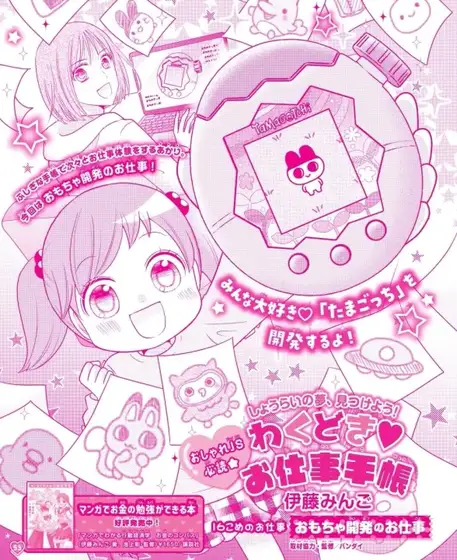 ふしぎな手帳で次々とお仕事体験をするあかり。
今回は おもちゃ開発のお仕事!
TaMaGoTcHi
みんな大好き♡「たまごっち」を
開発するよ!
しょうらいの夢、見つけよう!
おしゃれJS
必読★
わくどき♥
お仕事手帳
伊藤みんご
16こめのお仕事 おもちゃ開発のお仕事
取材協力・監修/バンダイ
マンガでお金の勉強ができる本
好評発売中!